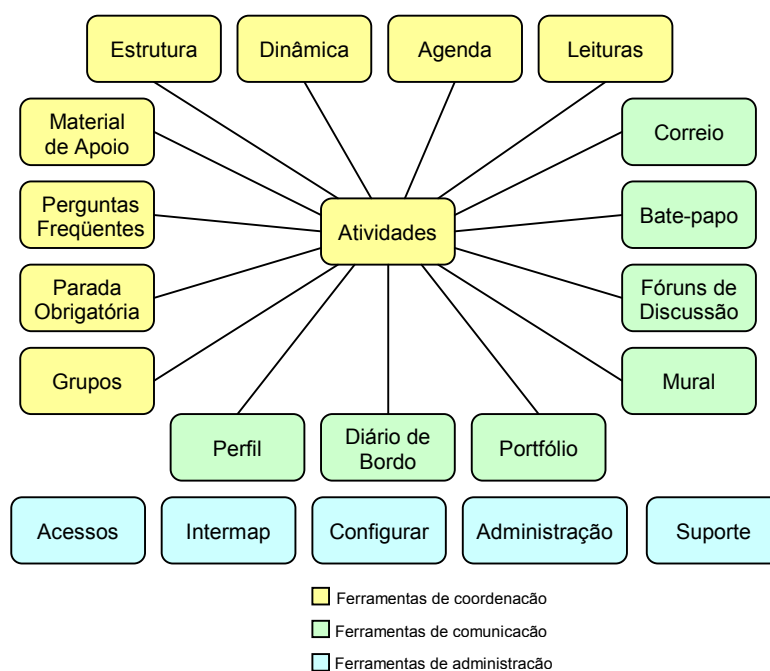 Estrutura
Dinâmica
Agenda
Leituras
Material
de Apoio
Correio
Perguntas
Freqüentes
Atividades
Bate-papo
Parada
Obrigatória
Fóruns de
Discussão
Grupos
Mural
Perfil
Diário de
Bordo
Portfólio
Acessos
Intermap
Configurar
Administração
Suporte
Ferramentas de coordenacão
Ferramentas de comunicacão
Ferramentas de administração